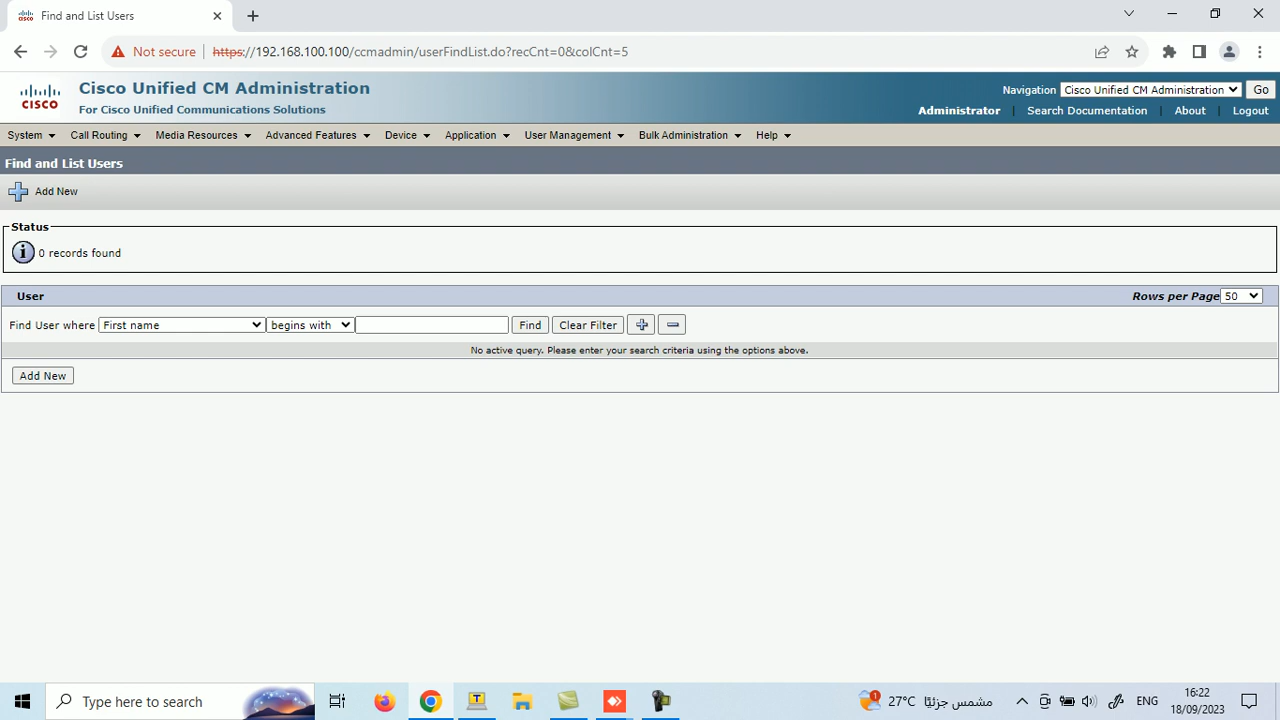 Find and List Users
Not secure https://192.168.100.100/ccmadmin/userFindList.do?recCnt=0&colCnt=5
CISCO
Cisco Unified CM Administration
For Cisco Unified Communications Solutions
Navigation Cisco Unified CM Administration Go
Administrator Search Documentation About Logout
System Call Routing Media Resources Advanced Features Device Application User Management Bulk Administration Help
Find and List Users
Add New
Status
i 0 records found
User Rows per Page 50
Find User where First name begins with Find Clear Filter
No active query. Please enter your search criteria using the options above.
Add New
Type here to search
T
1
27°C مشمس جزئيًا
ENG
16:22
18/09/2023